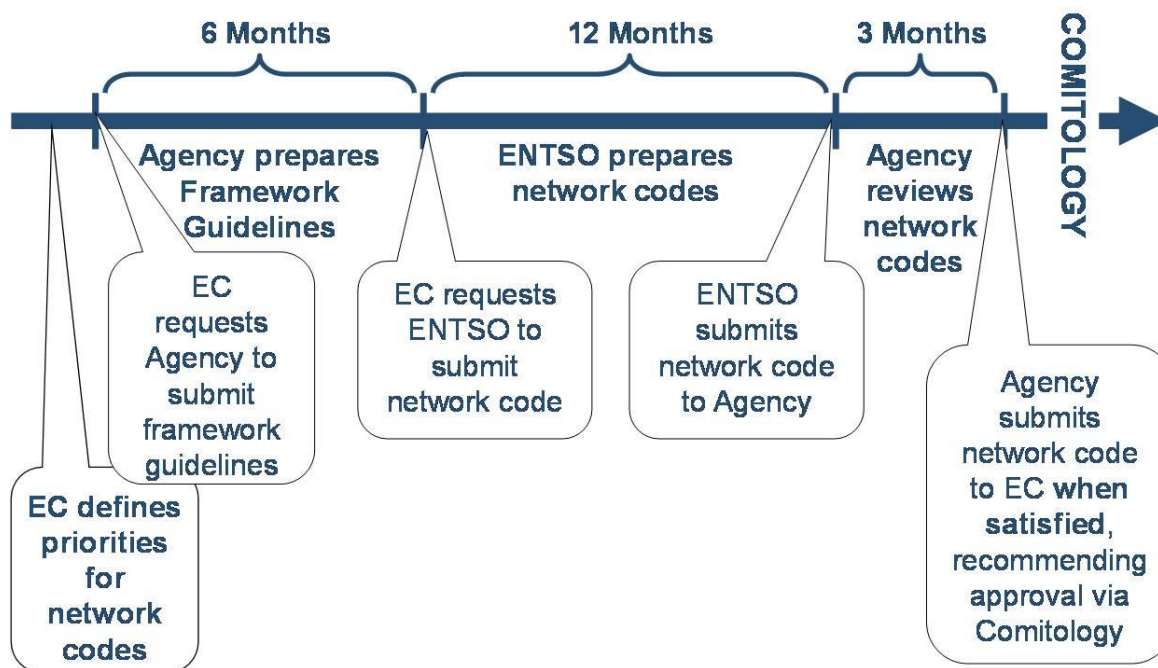 6 Months
12 Months
3 Months
COMITOLOGY
Agency prepares
Framework
Guidelines
ENTSO prepares
network codes
Agency
reviews
network
codes
EC
requests
Agency to
submit
framework
guidelines
EC requests
ENTSO to
submit
network code
ENTSO
submits
network code
to Agency
Agency
submits
network code
to EC when
satisfied,
recommending
approval via
Comitology
EC defines
priorities
for
network
codes